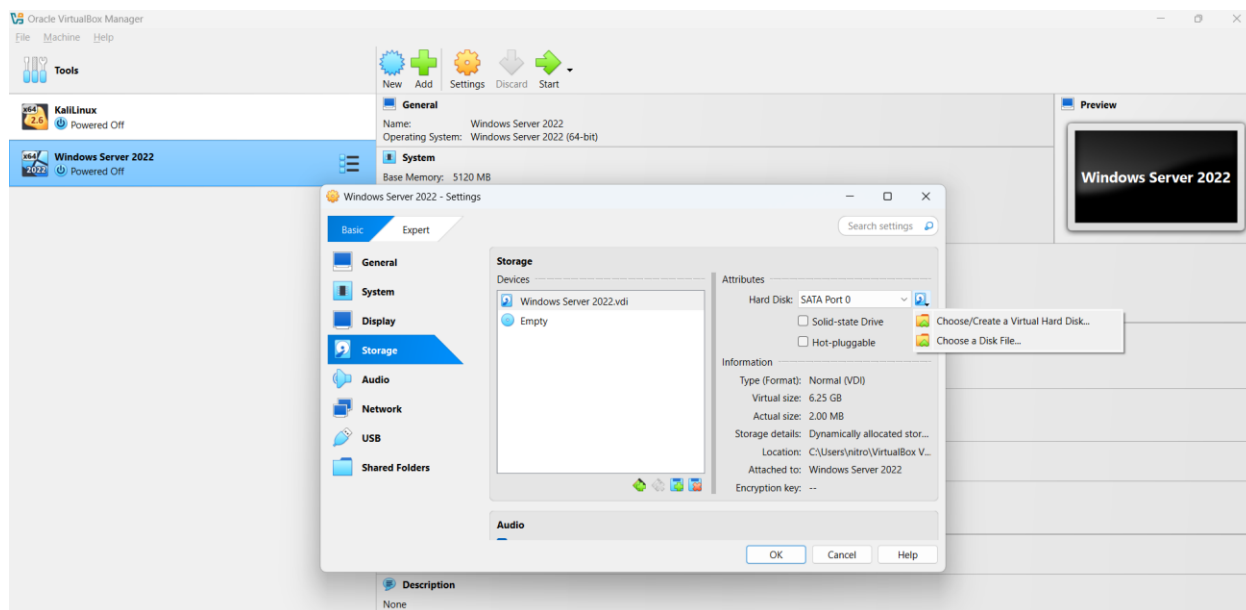 Oracle VirtualBox Manager
File Machine Help
Tools
New Add Settings Discard Start
x64 2.6 KaliLinux
Powered Off
x64 2022 Windows Server 2022
Powered Off
General
Name: Windows Server 2022
Operating System: Windows Server 2022 (64-bit)
System
Base Memory: 5120 MB
Preview
Windows Server 2022
Windows Server 2022 - Settings
Basic Expert
Search settings
General
System
Display
Storage
Audio
Network
USB
Shared Folders
Storage
Devices
Windows Server 2022.vdi
Empty
Attributes
Hard Disk: SATA Port 0
Solid-state Drive
Hot-pluggable
Choose/Create a Virtual Hard Disk...
Choose a Disk File...
Information
Type (Format): Normal (VDI)
Virtual size: 6.25 GB
Actual size: 2.00 MB
Storage details: Dynamically allocated stor...
Location: C:\Users\nitro\VirtualBox V...
Attached to: Windows Server 2022
Encryption key: --
Audio
OK Cancel Help
Description
None